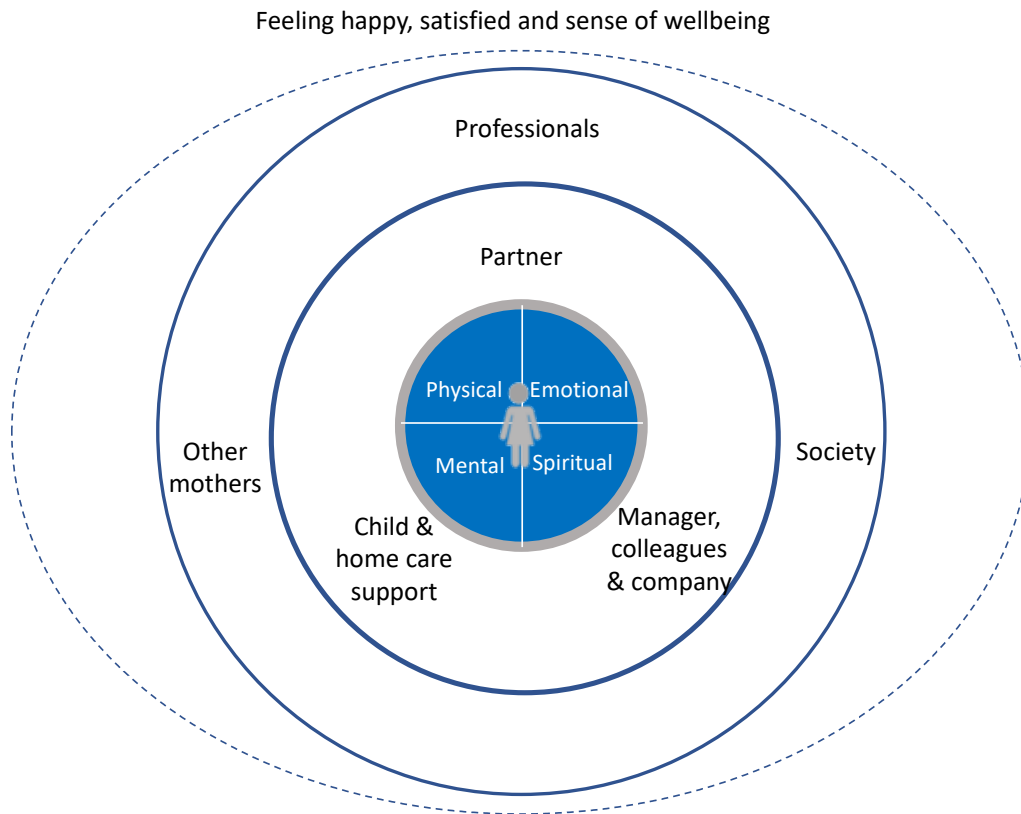 Feeling happy, satisfied and sense of wellbeing
Professionals
Partner
Physical
Emotional
Mental
Spiritual
Other
mothers
Society
Child &
home care
support
Manager,
colleagues
& company